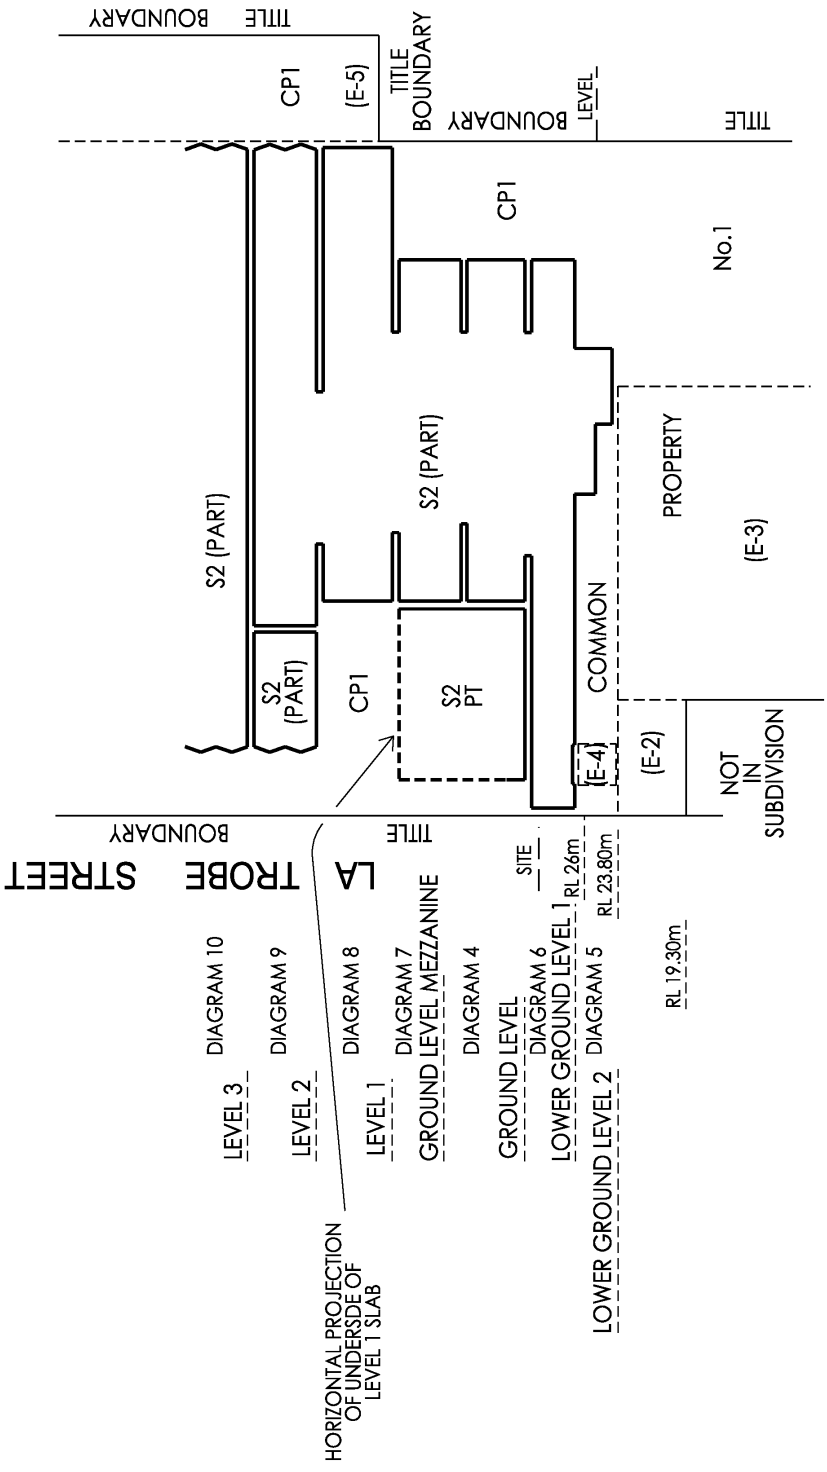 HORIZONTAL PROJECTION
OF UNDERSDE OF
LEVEL 1 SLAB
LEVEL 3
DIAGRAM 10
LEVEL 2
DIAGRAM 9
LEVEL 1
DIAGRAM 8
GROUND LEVEL MEZZANINE
DIAGRAM 7
GROUND LEVEL
DIAGRAM 4
LOWER GROUND LEVEL 1
DIAGRAM 6
LOWER GROUND LEVEL 2
DIAGRAM 5
RL 19.30m
RL 23.80m
RL 26m
SITE
LA TROBE STREET
TITLE BOUNDARY
S2 (PART)
S2
(PART)
CP1
S2
PT
S2 (PART)
(E-4)
(E-2)
NOT
IN
SUBDIVISION
COMMON
PROPERTY
No.1
(E-3)
CP1
CP1
(E-5)
TITLE
BOUNDARY
TITLE BOUNDARY
LEVEL
TITLE BOUNDARY